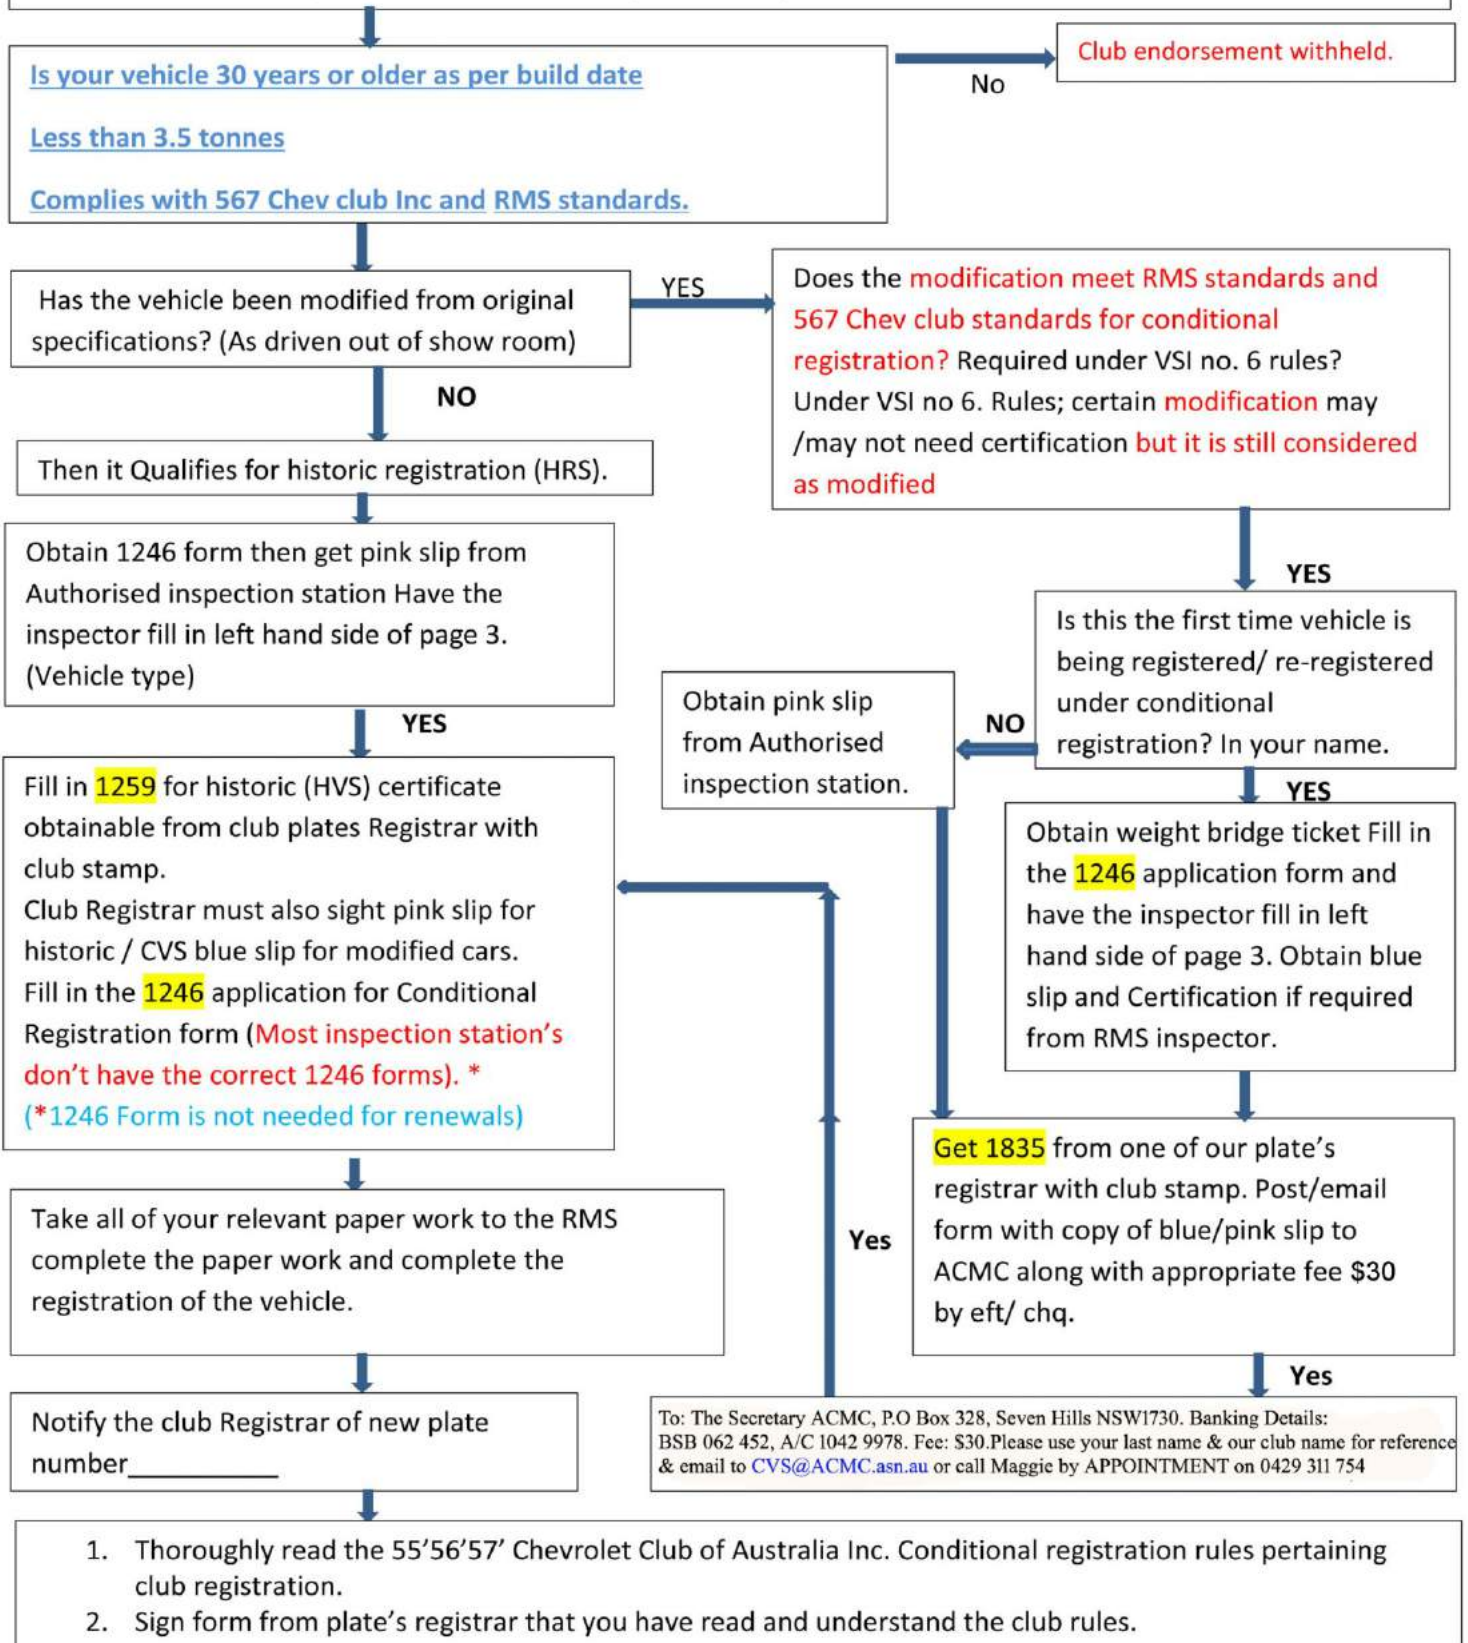 Is your vehicle 30 years or older as per build date
Less than 3.5 tonnes
Complies with 567 Chev club Inc and RMS standards.
No
Club endorsement withheld.
Has the vehicle been modified from original
specifications? (As driven out of show room)
YES
Does the modification meet RMS standards and
567 Chev club standards for conditional
registration? Required under VSI no. 6 rules?
Under VSI no 6. Rules; certain modification may
/may not need certification but it is still considered
as modified
NO
Then it Qualifies for historic registration (HRS).
Obtain 1246 form then get pink slip from
Authorised inspection station Have the
inspector fill in left hand side of page 3.
(Vehicle type)
YES
YES
Is this the first time vehicle is
being registered/ re-registered
under conditional
registration? In your name.
NO
Obtain pink slip
from Authorised
inspection station.
YES
Obtain weight bridge ticket Fill in
the 1246 application form and
have the inspector fill in left
hand side of page 3. Obtain blue
slip and Certification if required
from RMS inspector.
Fill in 1259 for historic (HVS) certificate
obtainable from club plates Registrar with
club stamp.
Club Registrar must also sight pink slip for
historic / CVS blue slip for modified cars.
Fill in the 1246 application for Conditional
Registration form (Most inspection station's
don't have the correct 1246 forms). *
(*1246 Form is not needed for renewals)
Get 1835 from one of our plate's
registrar with club stamp. Post/email
form with copy of blue/pink slip to
ACMC along with appropriate fee $30
by eft/ chq.
Yes
Yes
Take all of your relevant paper work to the RMS
complete the paper work and complete the
registration of the vehicle.
To: The Secretary ACMC, P.O Box 328, Seven Hills NSW1730. Banking Details:
BSB 062 452, A/C 1042 9978. Fee: $30.Please use your last name & our club name for reference
& email to CVS@ACMC.asn.au or call Maggie by APPOINTMENT on 0429 311 754
Notify the club Registrar of new plate
number___________
1. Thoroughly read the 55'56'57' Chevrolet Club of Australia Inc. Conditional registration rules pertaining
club registration.
2. Sign form from plate's registrar that you have read and understand the club rules.